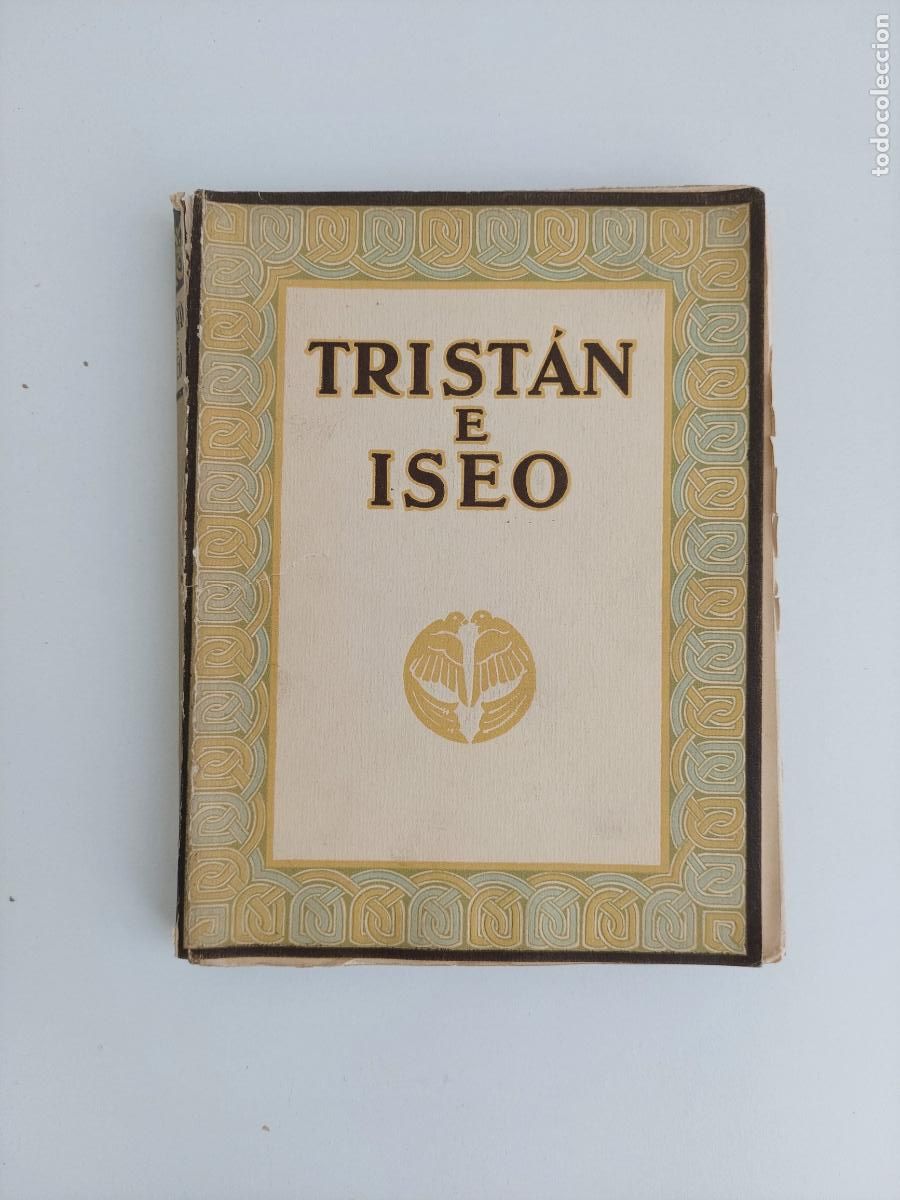 TRISTÁN
E
ISEO
todocoleccion